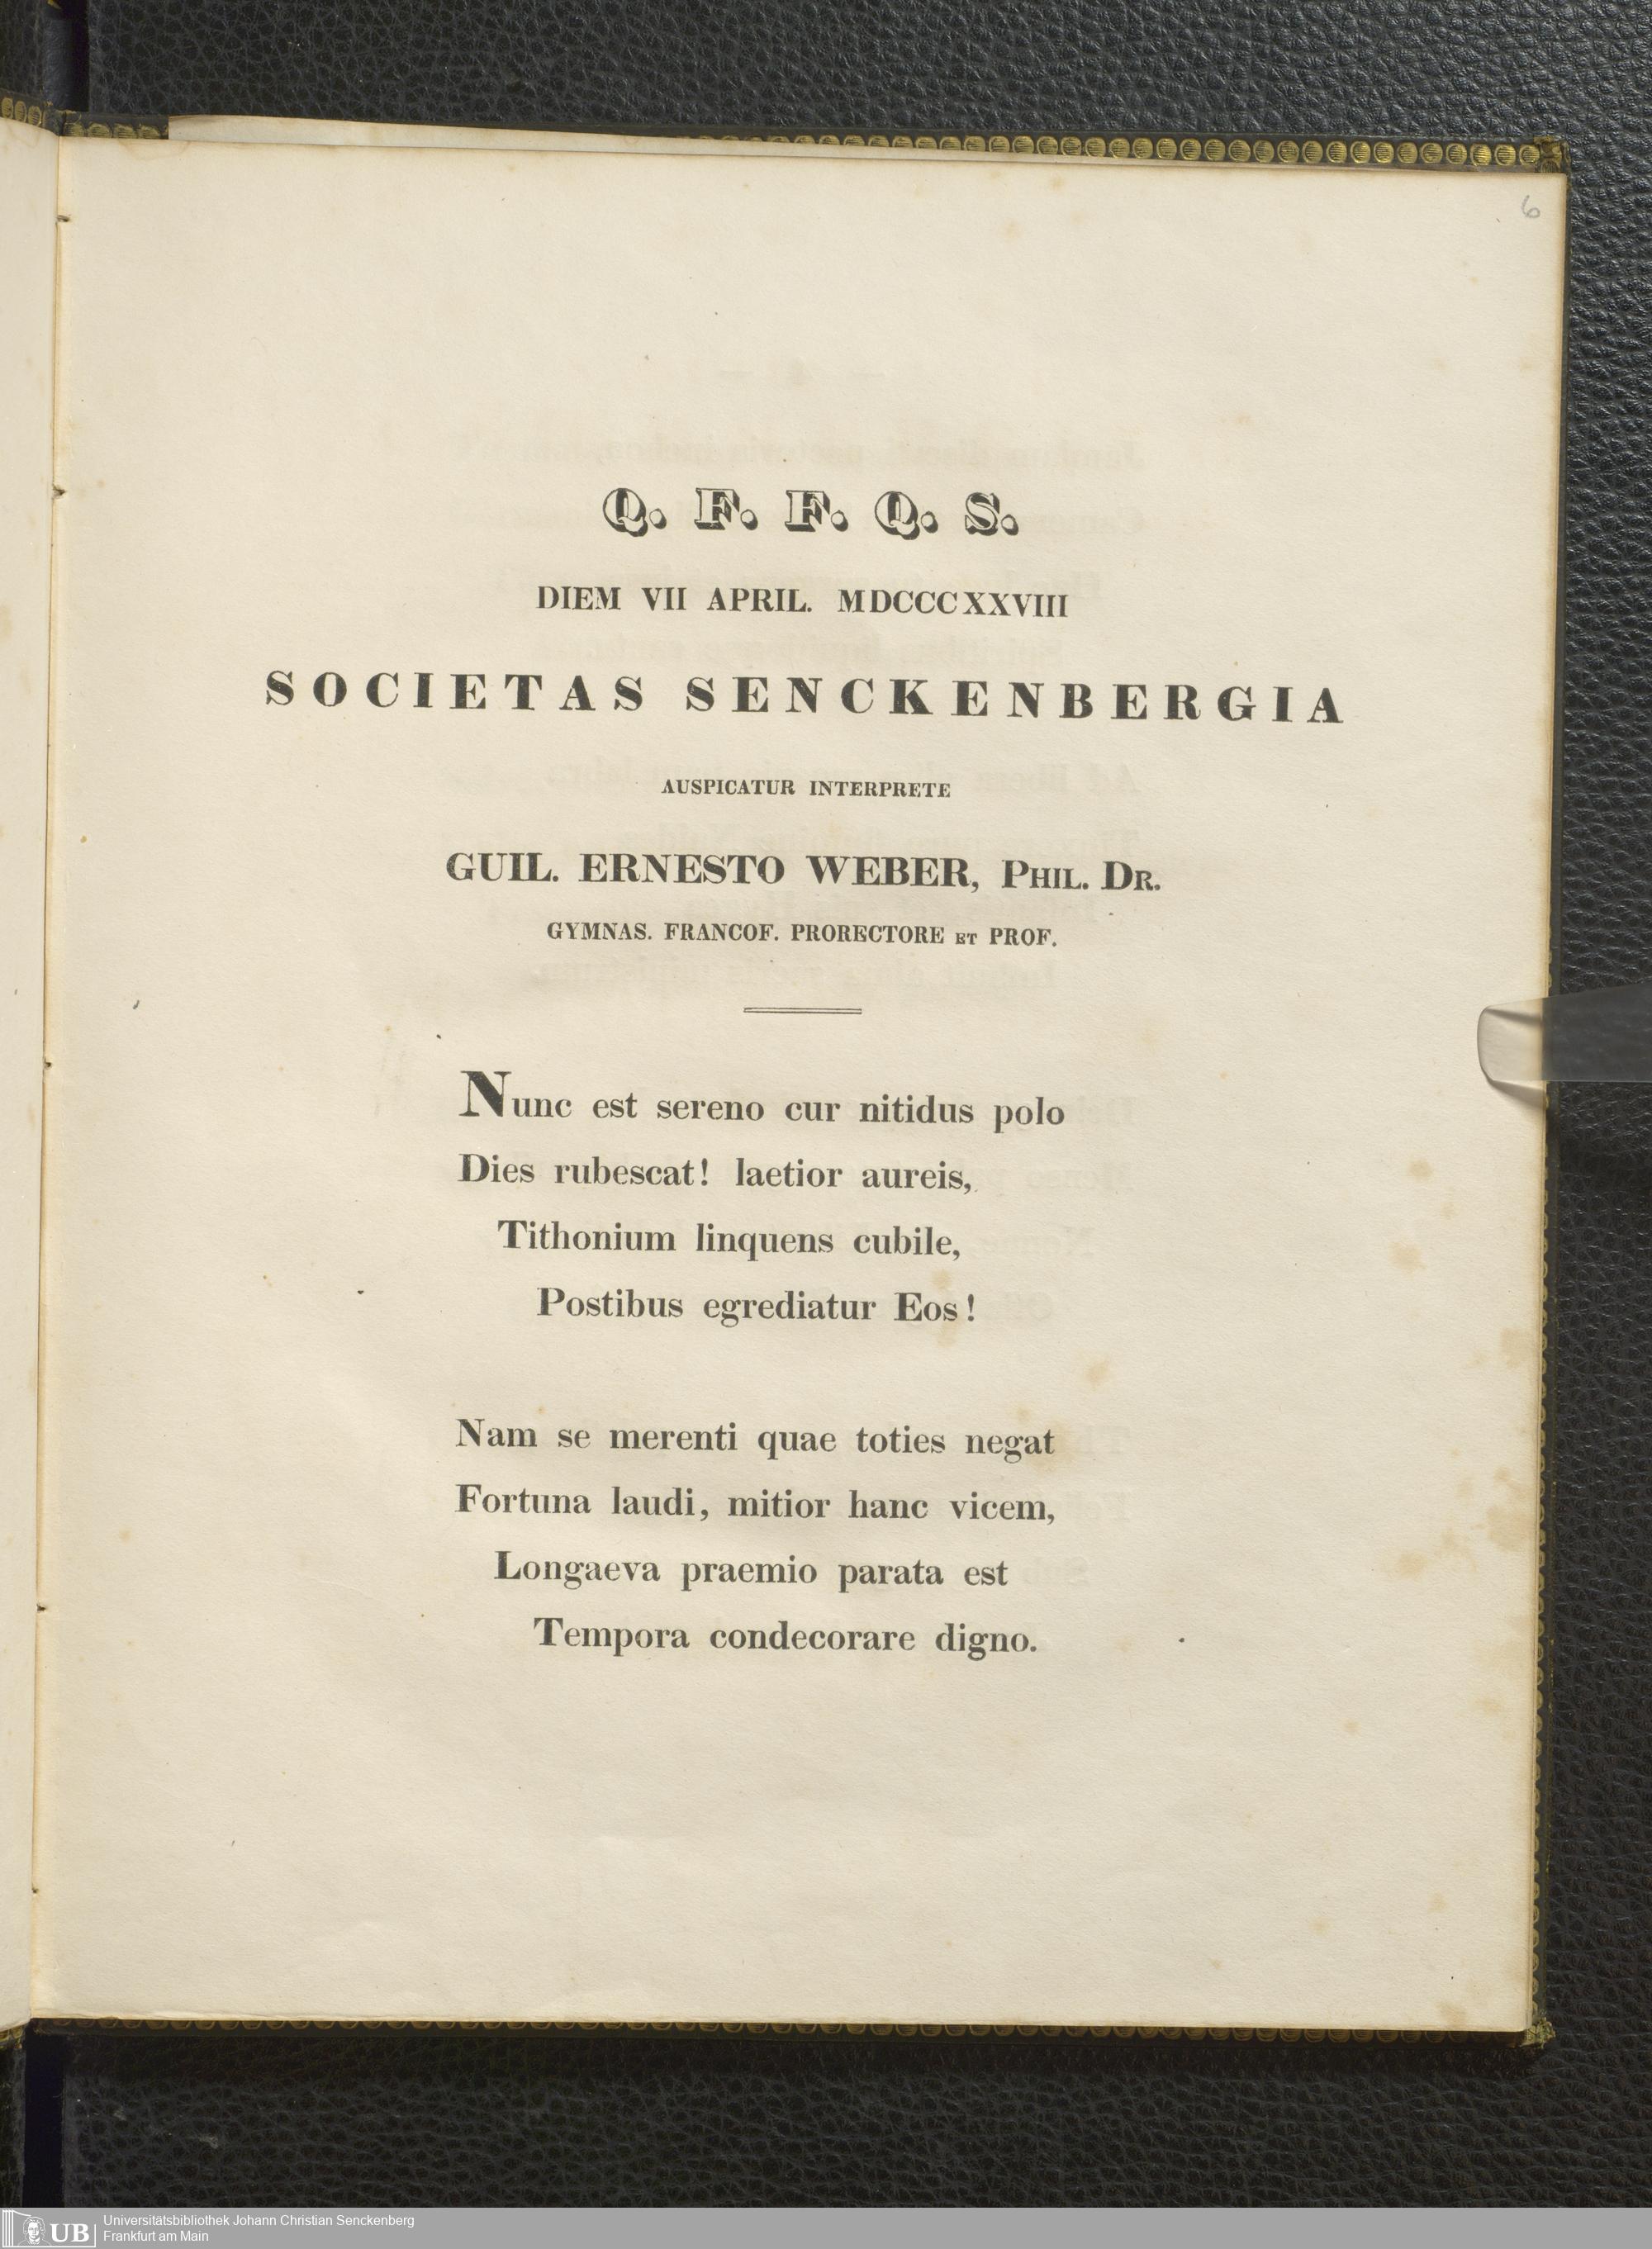 6
Q. F. F. Q. S.
DIEM VII APRIL. MDCCCXXVIII
SOCIETAS SENCKENBERGIA
AUSPICATUR INTERPRETE
GUIL. ERNESTO WEBER, PHIL. DR.
GYMNAS. FRANCOF. PRORECTORE ET PROF.
Nunc est sereno cur nitidus polo
Dies rubescat! laetior aureis,
Tithonium linquens cubile,
Postibus egrediatur Eos!
Nam se merenti quae toties negat
Fortuna laudi, mitior hanc vicem,
Longaeva praemio parata est
Tempora condecorare digno.
UB Universitätsbibliothek Johann Christian Senckenberg
Frankfurt am Main